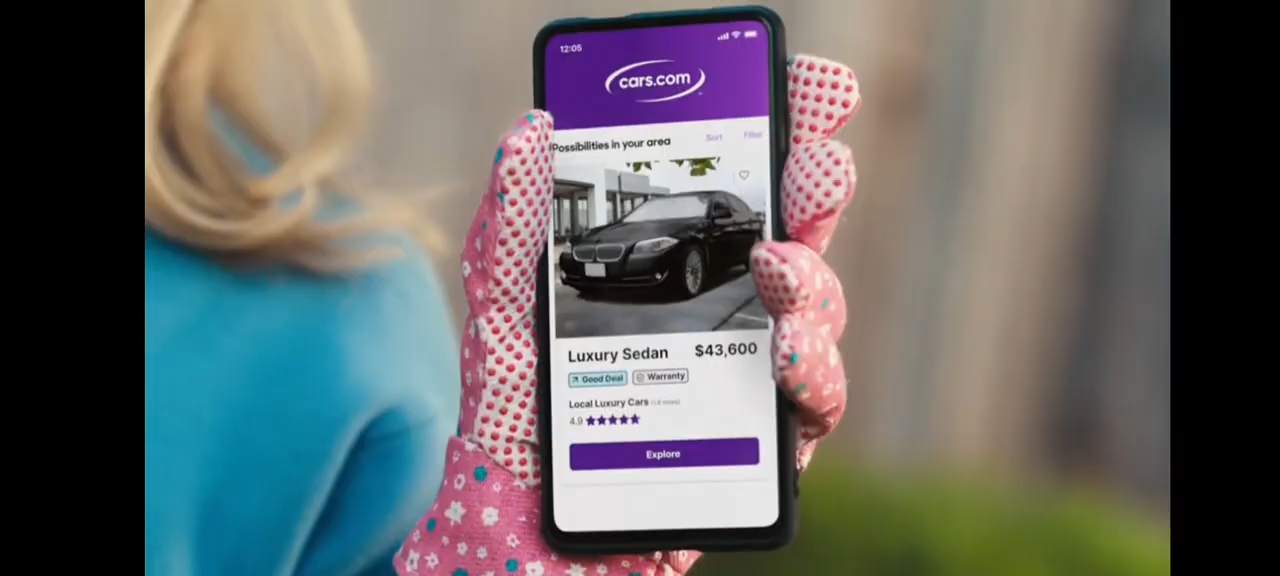 12:05
cars.com
Possibilities in your area
Sort
Filter
Luxury Sedan
$43,600
Good Deal
Warranty
Local Luxury Cars
4.9
Explore